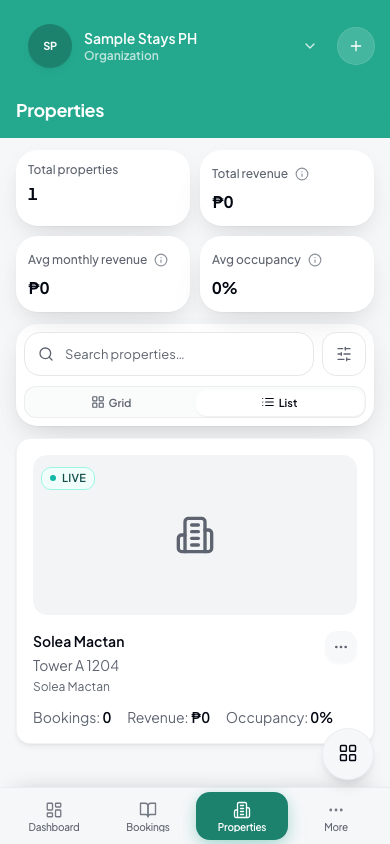 SP
Sample Stays PH
Organization
Properties
Total properties
1
Total revenue
₱0
Avg monthly revenue
₱0
Avg occupancy
0%
Search properties…
Grid
List
LIVE
Solea Mactan
Tower A 1204
Solea Mactan
Bookings: 0 Revenue: ₱0 Occupancy: 0%
Dashboard
Bookings
Properties
More